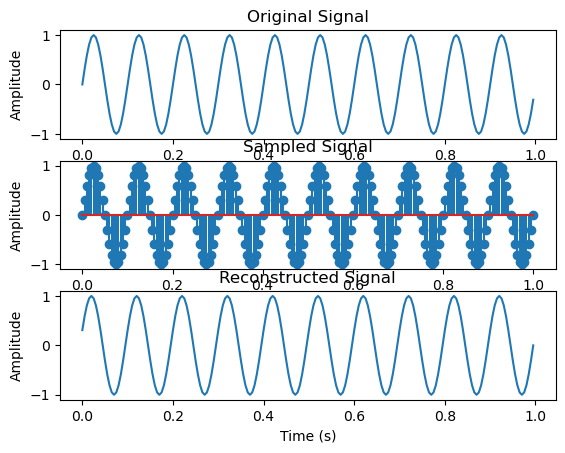 Original Signal
Amplitude
1
0
−1
0.0 0.2 0.4 0.6 0.8 1.0
Sampled Signal
Amplitude
1
0
−1
0.0 0.2 0.4 0.6 0.8 1.0
Reconstructed Signal
Amplitude
1
0
−1
0.0 0.2 0.4 0.6 0.8 1.0
Time (s)